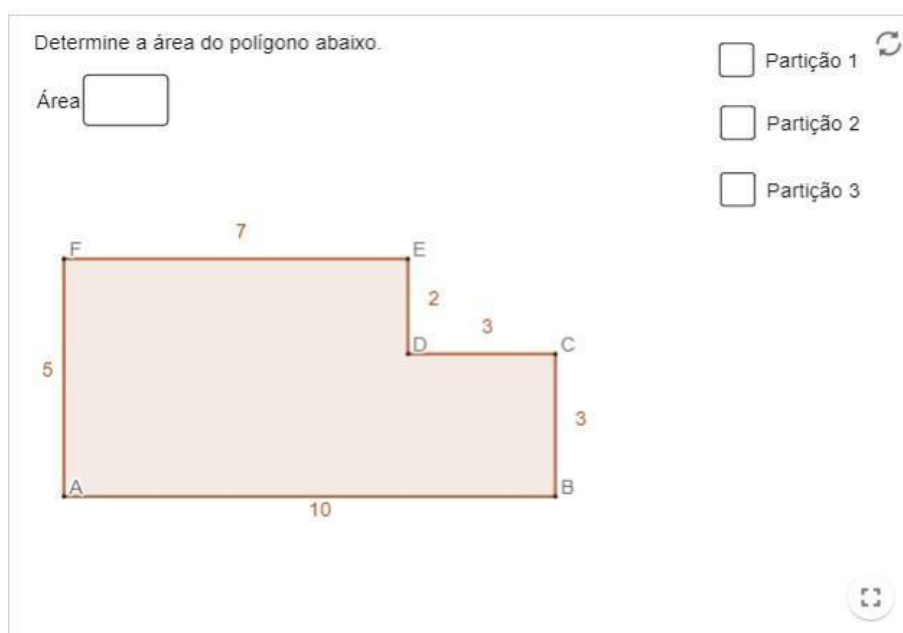 Determine a área do polígono abaixo.
Área
Partição 1
Partição 2
Partição 3
7
F
E
2
3
D
C
5
3
A
B
10